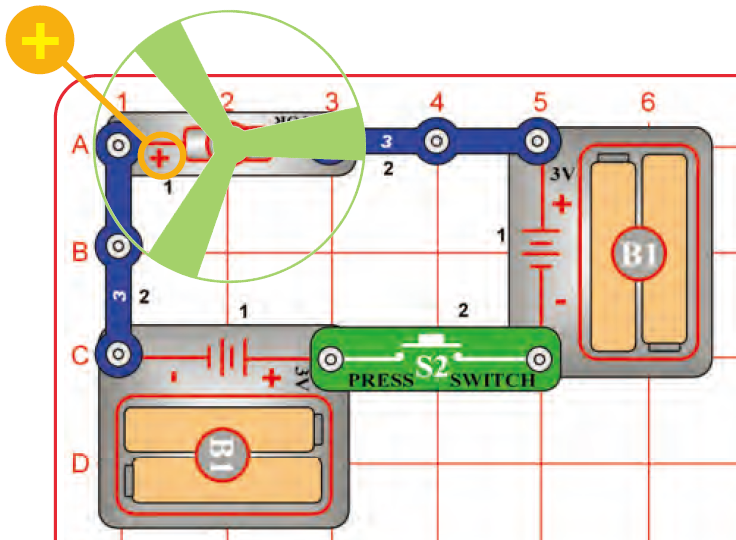 +
1 2 3 4 5 6
A
+
1
3
2
3V
+
B
1
B1
3
2
1
2
-
C
-
+
3V
S2
PRESS SWITCH
D
B1